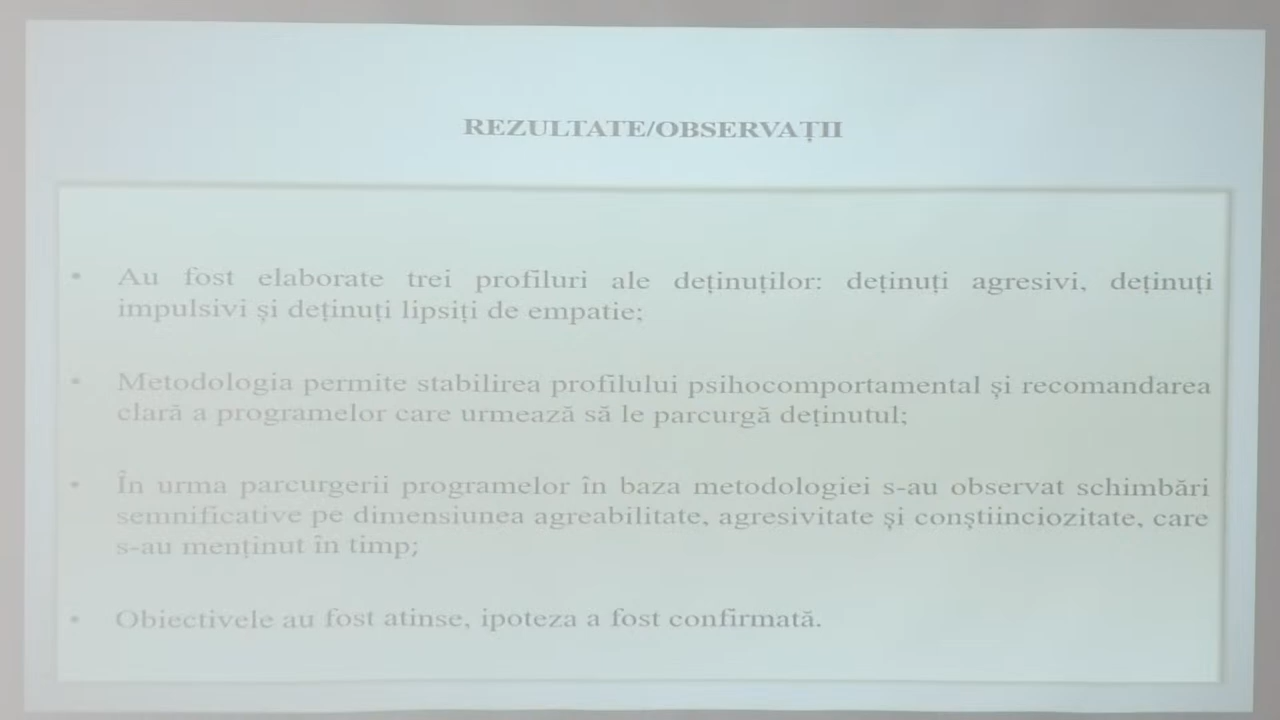 REZULTATE/OBSERVAȚII
• Au fost elaborate trei profiluri ale deținuților: deținuți agresivi, deținuți
impulsivi și deținuți lipsiți de empatie;
• Metodologia permite stabilirea profilului psihocomportamental și recomandarea
clară a programelor care urmează să le parcurgă deținutul;
• În urma parcurgerii programelor în baza metodologiei s-au observat schimbări
semnificative pe dimensiunea agreabilitate, agresivitate și conștiinciozitate, care
s-au menținut în timp;
• Obiectivele au fost atinse, ipoteza a fost confirmată.